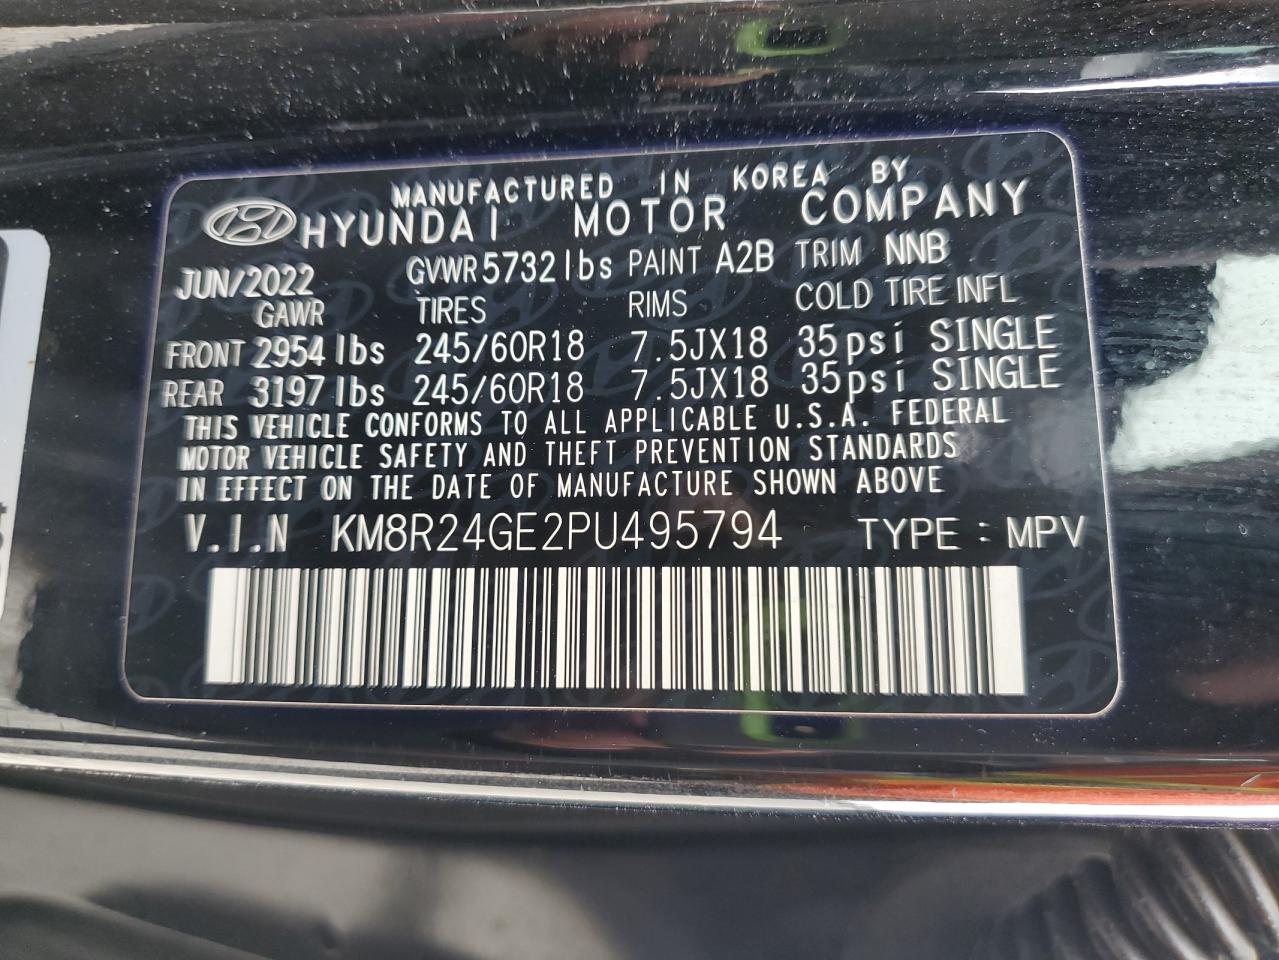 MANUFACTURED IN KOREA BY
HYUNDAI MOTOR COMPANY
JUN/2022 GVWR 5732 lbs PAINT A2B TRIM NNB
GAWR TIRES RIMS COLD TIRE INFL
FRONT 2954 lbs 245/60R18 7.5JX18 35psi SINGLE
REAR 3197 lbs 245/60R18 7.5JX18 35psi SINGLE
THIS VEHICLE CONFORMS TO ALL APPLICABLE U.S.A. FEDERAL
MOTOR VEHICLE SAFETY AND THEFT PREVENTION STANDARDS
IN EFFECT ON THE DATE OF MANUFACTURE SHOWN ABOVE
V.I.N KM8R24GE2PU495794 TYPE : MPV